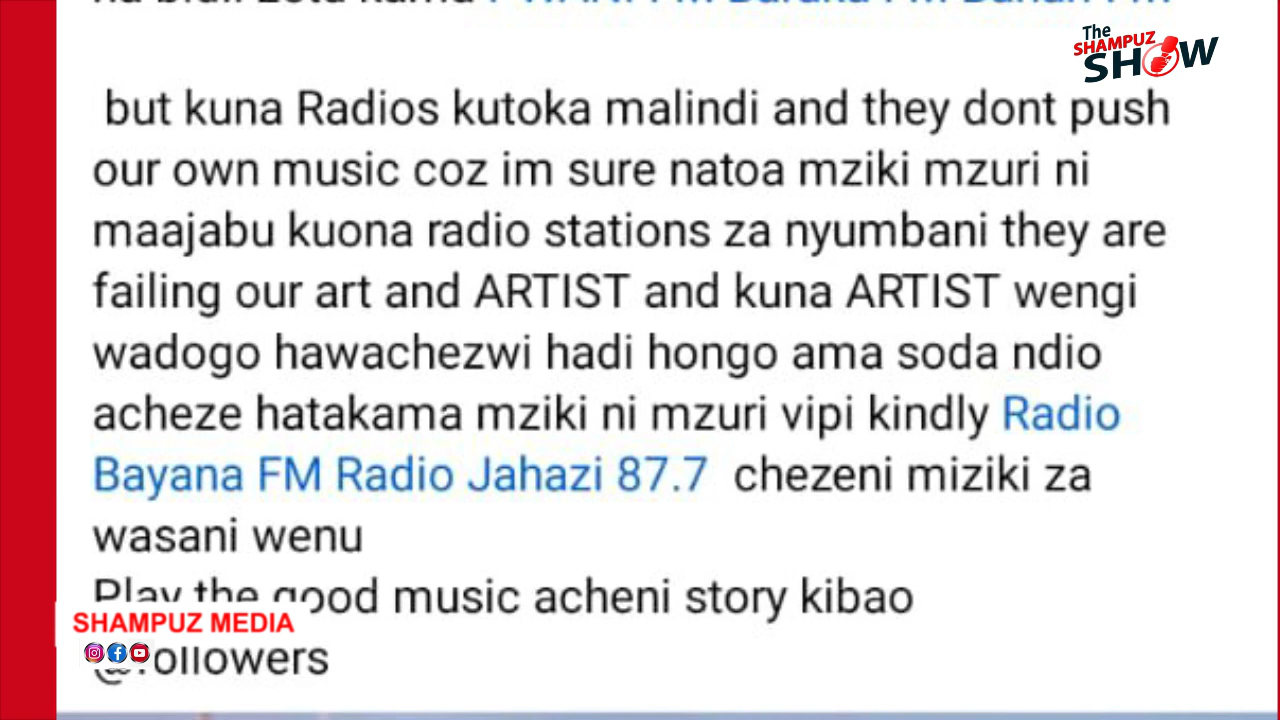 The
SHAMPUZ
SHOW
but kuna Radios kutoka malindi and they dont push
our own music coz im sure natoa mziki mzuri ni
maajabu kuona radio stations za nyumbani they are
failing our art and ARTIST and kuna ARTIST wengi
wadogo hawachezwi hadi hongo ama soda ndio
acheze hatakama mziki ni mzuri vipi kindly Radio
Bayana FM Radio Jahazi 87.7 chezeni miziki za
wasani wenu
Play the good music acheni story kibao
@followers
SHAMPUZ MEDIA